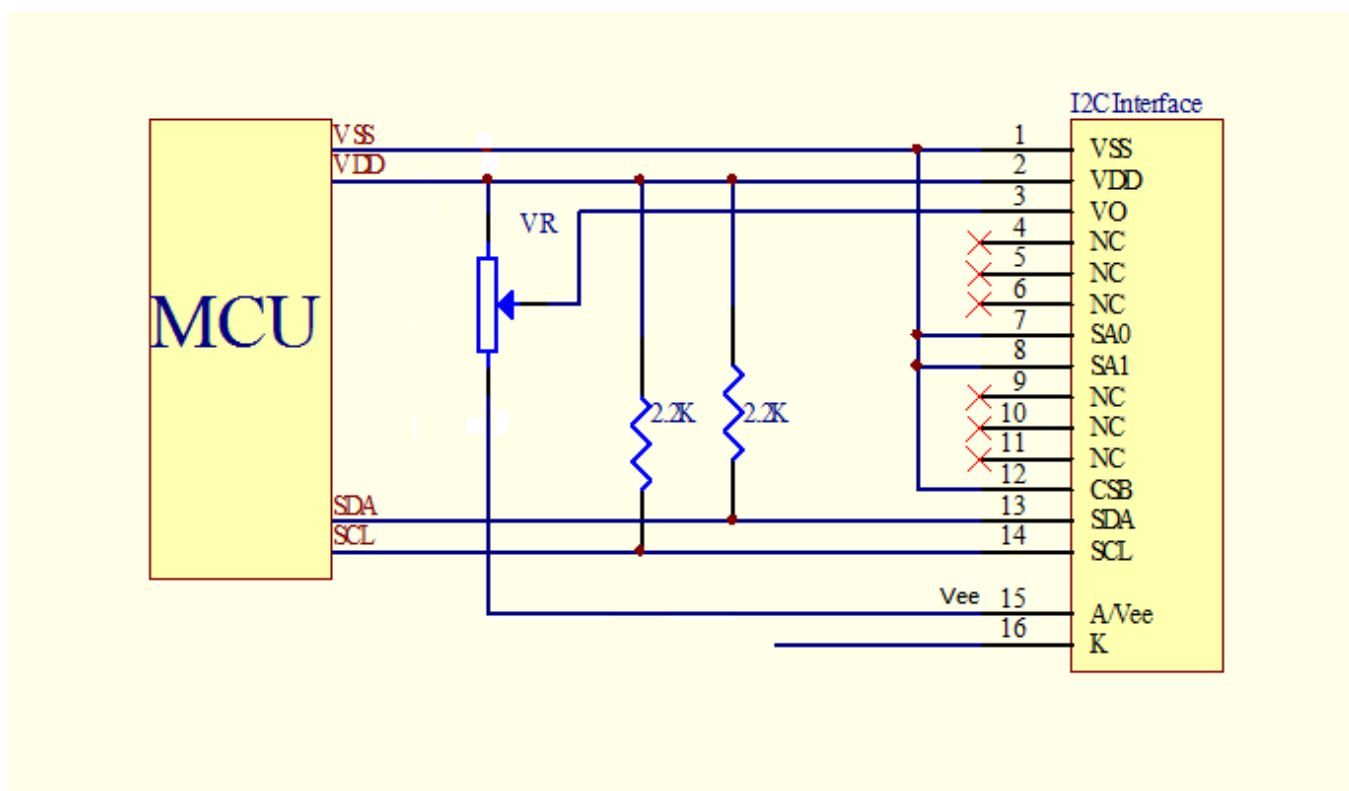 I2C Interface
VSS
VDD
MCU
SDA
SCL
VR
2.2K
2.2K
Vee
1 VSS
2 VDD
3 VO
4 NC
5 NC
6 NC
7 SA0
8 SA1
9 NC
10 NC
11 NC
12 CSB
13 SDA
14 SCL
15 A/Vee
16 K